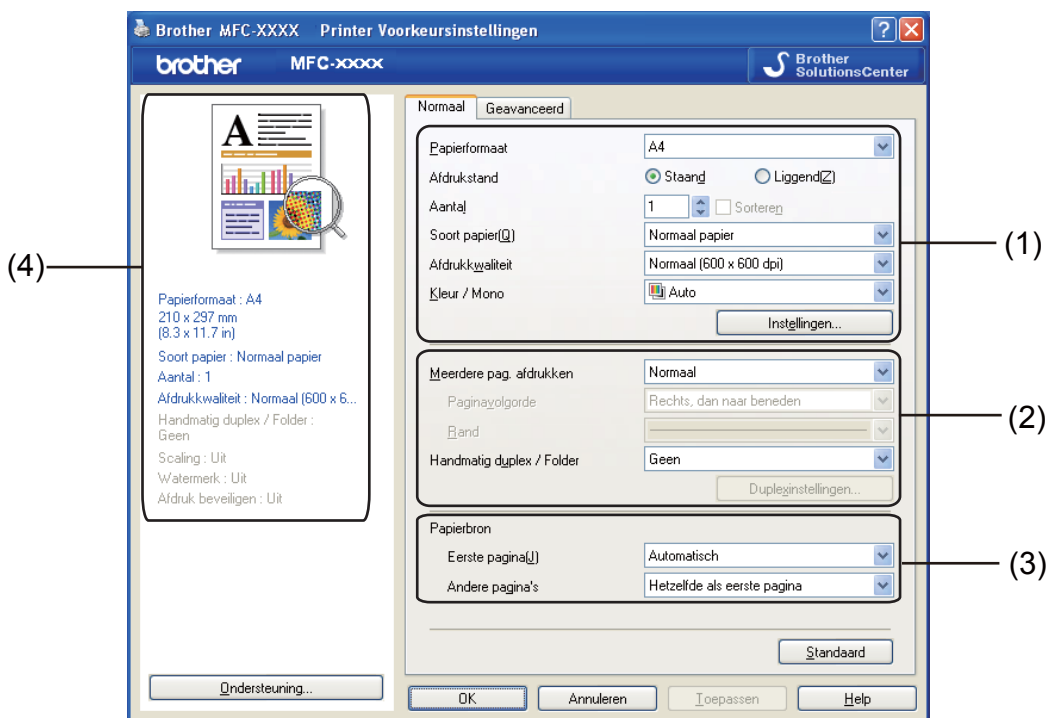 Brother MFC-XXXX Printer Voorkeursinstellingen
brother MFC-xxxx
Brother
SolutionsCenter
A
Papierformaat : A4
210 x 297 mm
(8.3 x 11.7 in)
Soort papier : Normaal papier
Aantal : 1
Afdrukkwaliteit : Normaal (600 x 6...
Handmatig duplex / Folder :
Geen
Scaling : Uit
Watermerk : Uit
Afdruk beveiligen : Uit
(4)
Ondersteuning...
Normaal Geavanceerd
Papierformaat A4
Afdrukstand Staand Liggend(Z)
Aantal 1 Sorteren
Soort papier(Q) Normaal papier
Afdrukkwaliteit Normaal (600 x 600 dpi)
Kleur / Mono Auto
Instellingen...
(1)
Meerdere pag. afdrukken Normaal
Paginavolgorde Rechts, dan naar beneden
Rand
Handmatig duplex / Folder Geen
Duplexinstellingen...
(2)
Papierbron
Eerste pagina(J) Automatisch
Andere pagina's Hetzelfde als eerste pagina
(3)
Standaard
OK Annuleren Toepassen Help